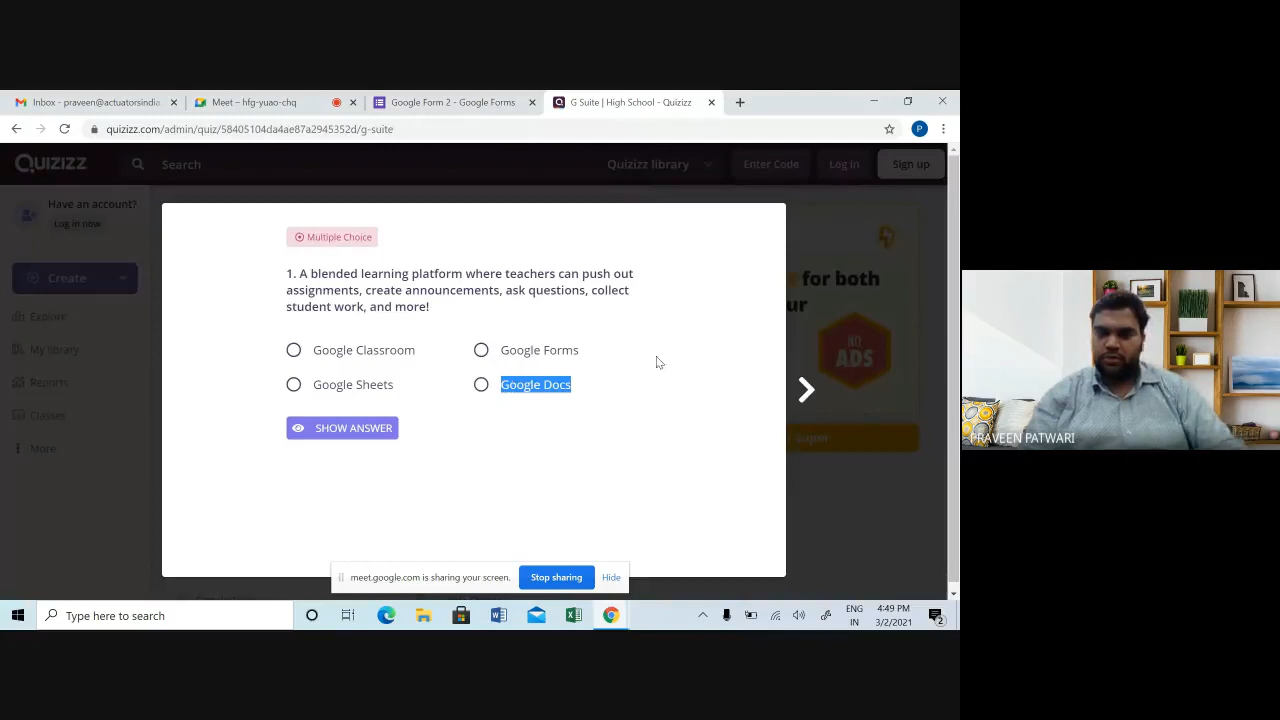 Inbox - praveen@actuatorsindia
Meet – hfg-yuao-chq
Google Form 2 - Google Forms
G Suite | High School - Quizizz
quizizz.com/admin/quiz/58405104da4ae87a2945352d/g-suite
QUIZIZZ
Search
Quizizz library
Enter Code
Log in
Sign up
Have an account?
Log in now
Create
Explore
My library
Reports
Classes
More
Multiple Choice
1. A blended learning platform where teachers can push out
assignments, create announcements, ask questions, collect
student work, and more!
Google Classroom
Google Forms
Google Sheets
Google Docs
SHOW ANSWER
for both
ur
NO
ADS
super
meet.google.com is sharing your screen.
Stop sharing
Hide
PRAVEEN PATWARI
Type here to search
ENG
IN
4:49 PM
3/2/2021
2